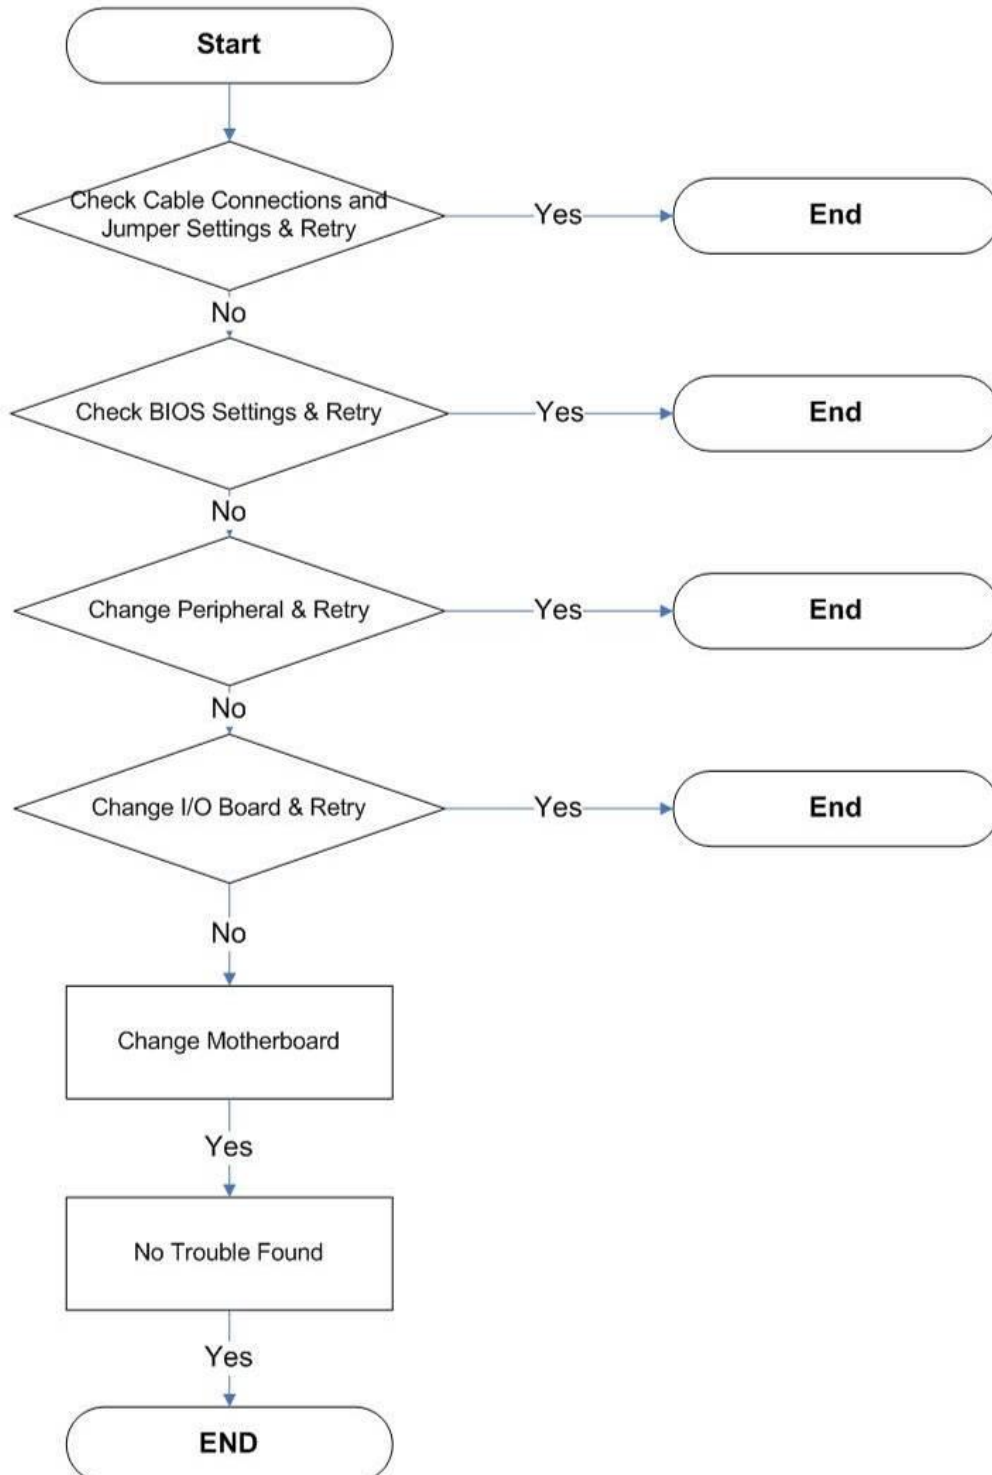 Start
Check Cable Connections and
Jumper Settings & Retry
Yes
End
No
Check BIOS Settings & Retry
Yes
End
No
Change Peripheral & Retry
Yes
End
No
Change I/O Board & Retry
Yes
End
No
Change Motherboard
Yes
No Trouble Found
Yes
END